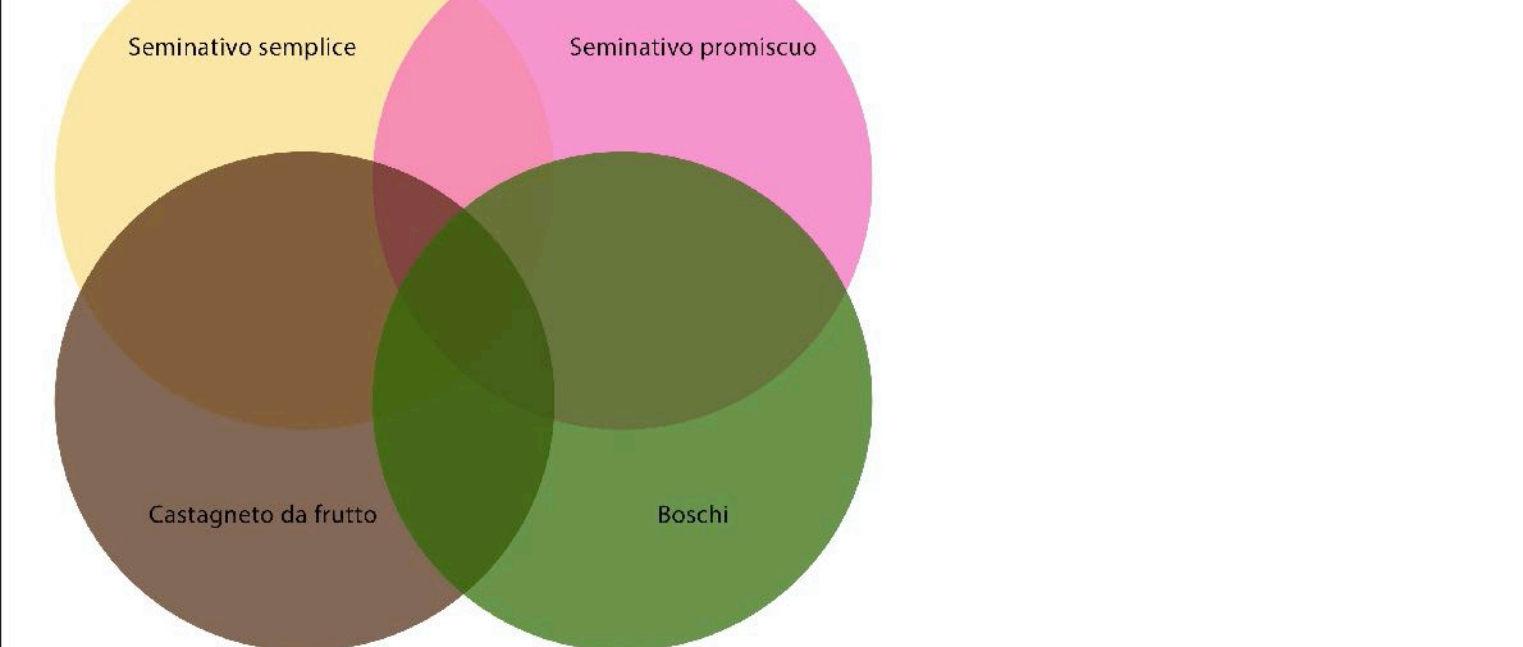 Seminativo semplice
Seminativo promiscuo
Castagneto da frutto
Boschi